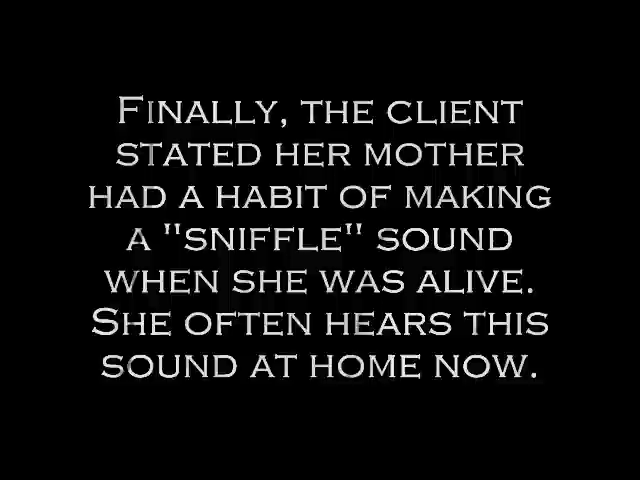 Finally, the client
stated her mother
had a habit of making
a "sniffle" sound
when she was alive.
She often hears this
sound at home now.